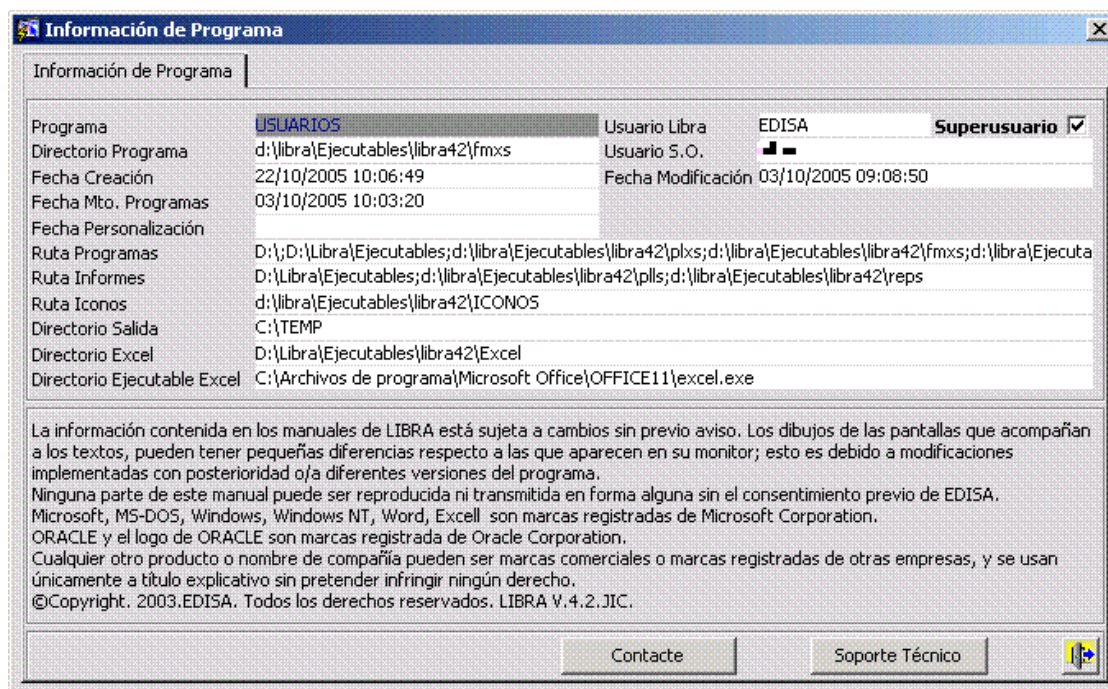 Información de Programa
Información de Programa
Programa USUARIOS Usuario Libra EDISA Superusuario
Directorio Programa d:\libra\Ejecutables\libra42\fmxs Usuario S.O.
Fecha Creación 22/10/2005 10:06:49 Fecha Modificación 03/10/2005 09:08:50
Fecha Mto. Programas 03/10/2005 10:03:20
Fecha Personalización
Ruta Programas D:\;D:\Libra\Ejecutables;d:\libra\Ejecutables\libra42\plxs;d:\libra\Ejecutables\libra42\fmxs;d:\libra\Ejecuta
Ruta Informes D:\Libra\Ejecutables;d:\libra\Ejecutables\libra42\plls;d:\libra\Ejecutables\libra42\reps
Ruta Iconos d:\libra\Ejecutables\libra42\ICONOS
Directorio Salida C:\TEMP
Directorio Excel D:\Libra\Ejecutables\libra42\Excel
Directorio Ejecutable Excel C:\Archivos de programa\Microsoft Office\OFFICE11\excel.exe
La información contenida en los manuales de LIBRA está sujeta a cambios sin previo aviso. Los dibujos de las pantallas que acompañan
a los textos, pueden tener pequeñas diferencias respecto a las que aparecen en su monitor; esto es debido a modificaciones
implementadas con posterioridad o/a diferentes versiones del programa.
Ninguna parte de este manual puede ser reproducida ni transmitida en forma alguna sin el consentimiento previo de EDISA.
Microsoft, MS-DOS, Windows, Windows NT, Word, Excell son marcas registradas de Microsoft Corporation.
ORACLE y el logo de ORACLE son marcas registrada de Oracle Corporation.
Cualquier otro producto o nombre de compañía pueden ser marcas comerciales o marcas registradas de otras empresas, y se usan
únicamente a título explicativo sin pretender infringir ningún derecho.
©Copyright. 2003.EDISA. Todos los derechos reservados. LIBRA V.4.2.JIC.
Contacte Soporte Técnico